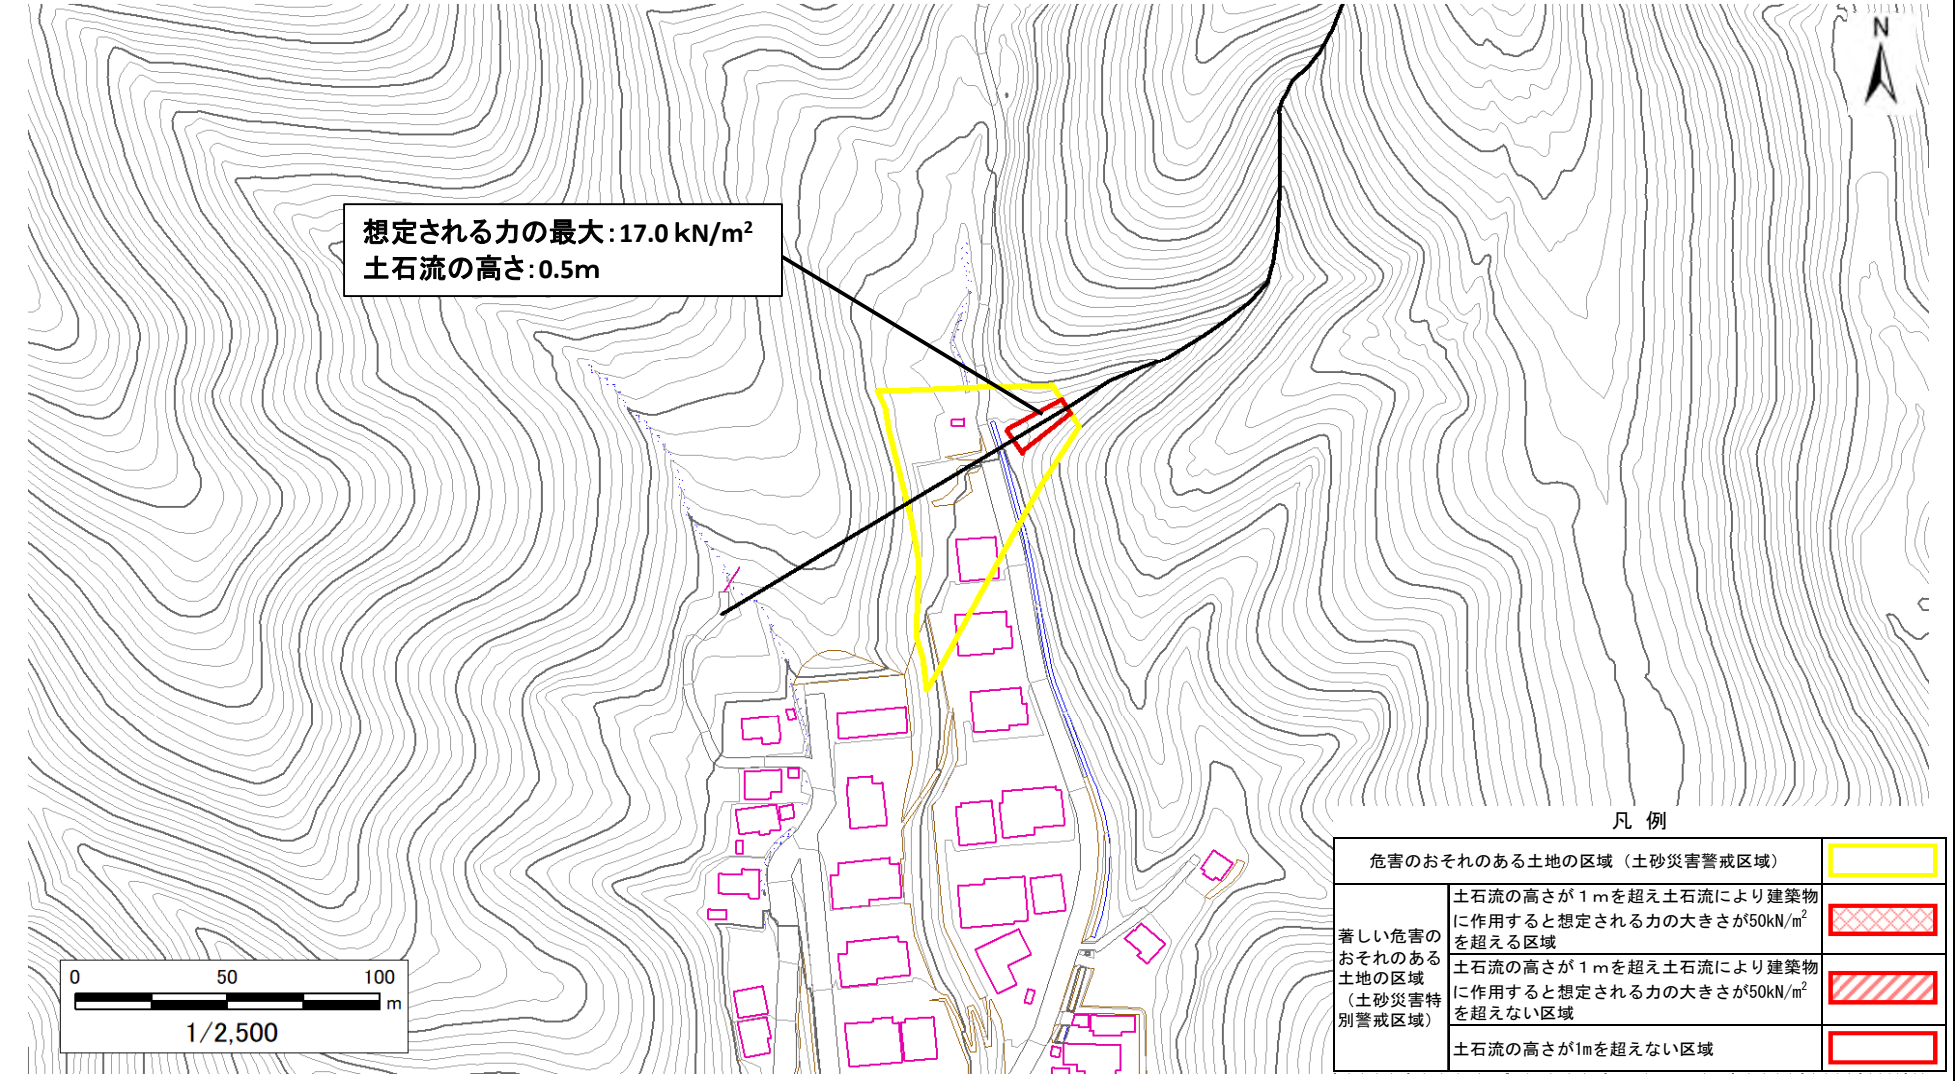 N
想定される力の最大：17.0 kN/m²
土石流の高さ：0.5m
凡 例
危害のおそれのある土地の区域（土砂災害警戒区域）
著しい危害の
おそれのある
土地の区域
（土砂災害特
別警戒区域）
土石流の高さが１ｍを超え土石流により建築物
に作用すると想定される力の大きさが50kN/m²
を超える区域
土石流の高さが１ｍを超え土石流により建築物
に作用すると想定される力の大きさが50kN/m²
を超えない区域
土石流の高さが1mを超えない区域
0 50 100
m
1/2,500